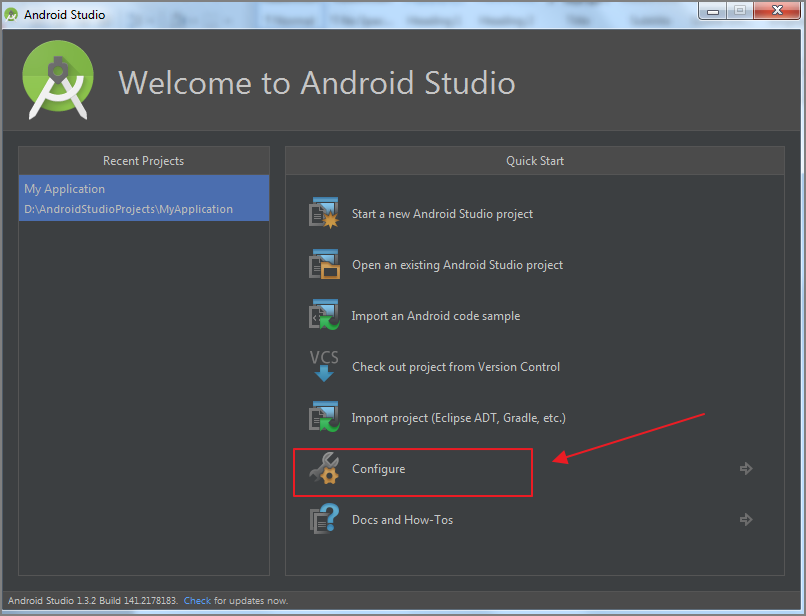 Android Studio
Welcome to Android Studio
Recent Projects
My Application
D:\AndroidStudioProjects\MyApplication
Quick Start
Start a new Android Studio project
Open an existing Android Studio project
Import an Android code sample
VCS
Check out project from Version Control
Import project (Eclipse ADT, Gradle, etc.)
Configure
Docs and How-Tos
Android Studio 1.3.2 Build 141.2178183. Check for updates now.